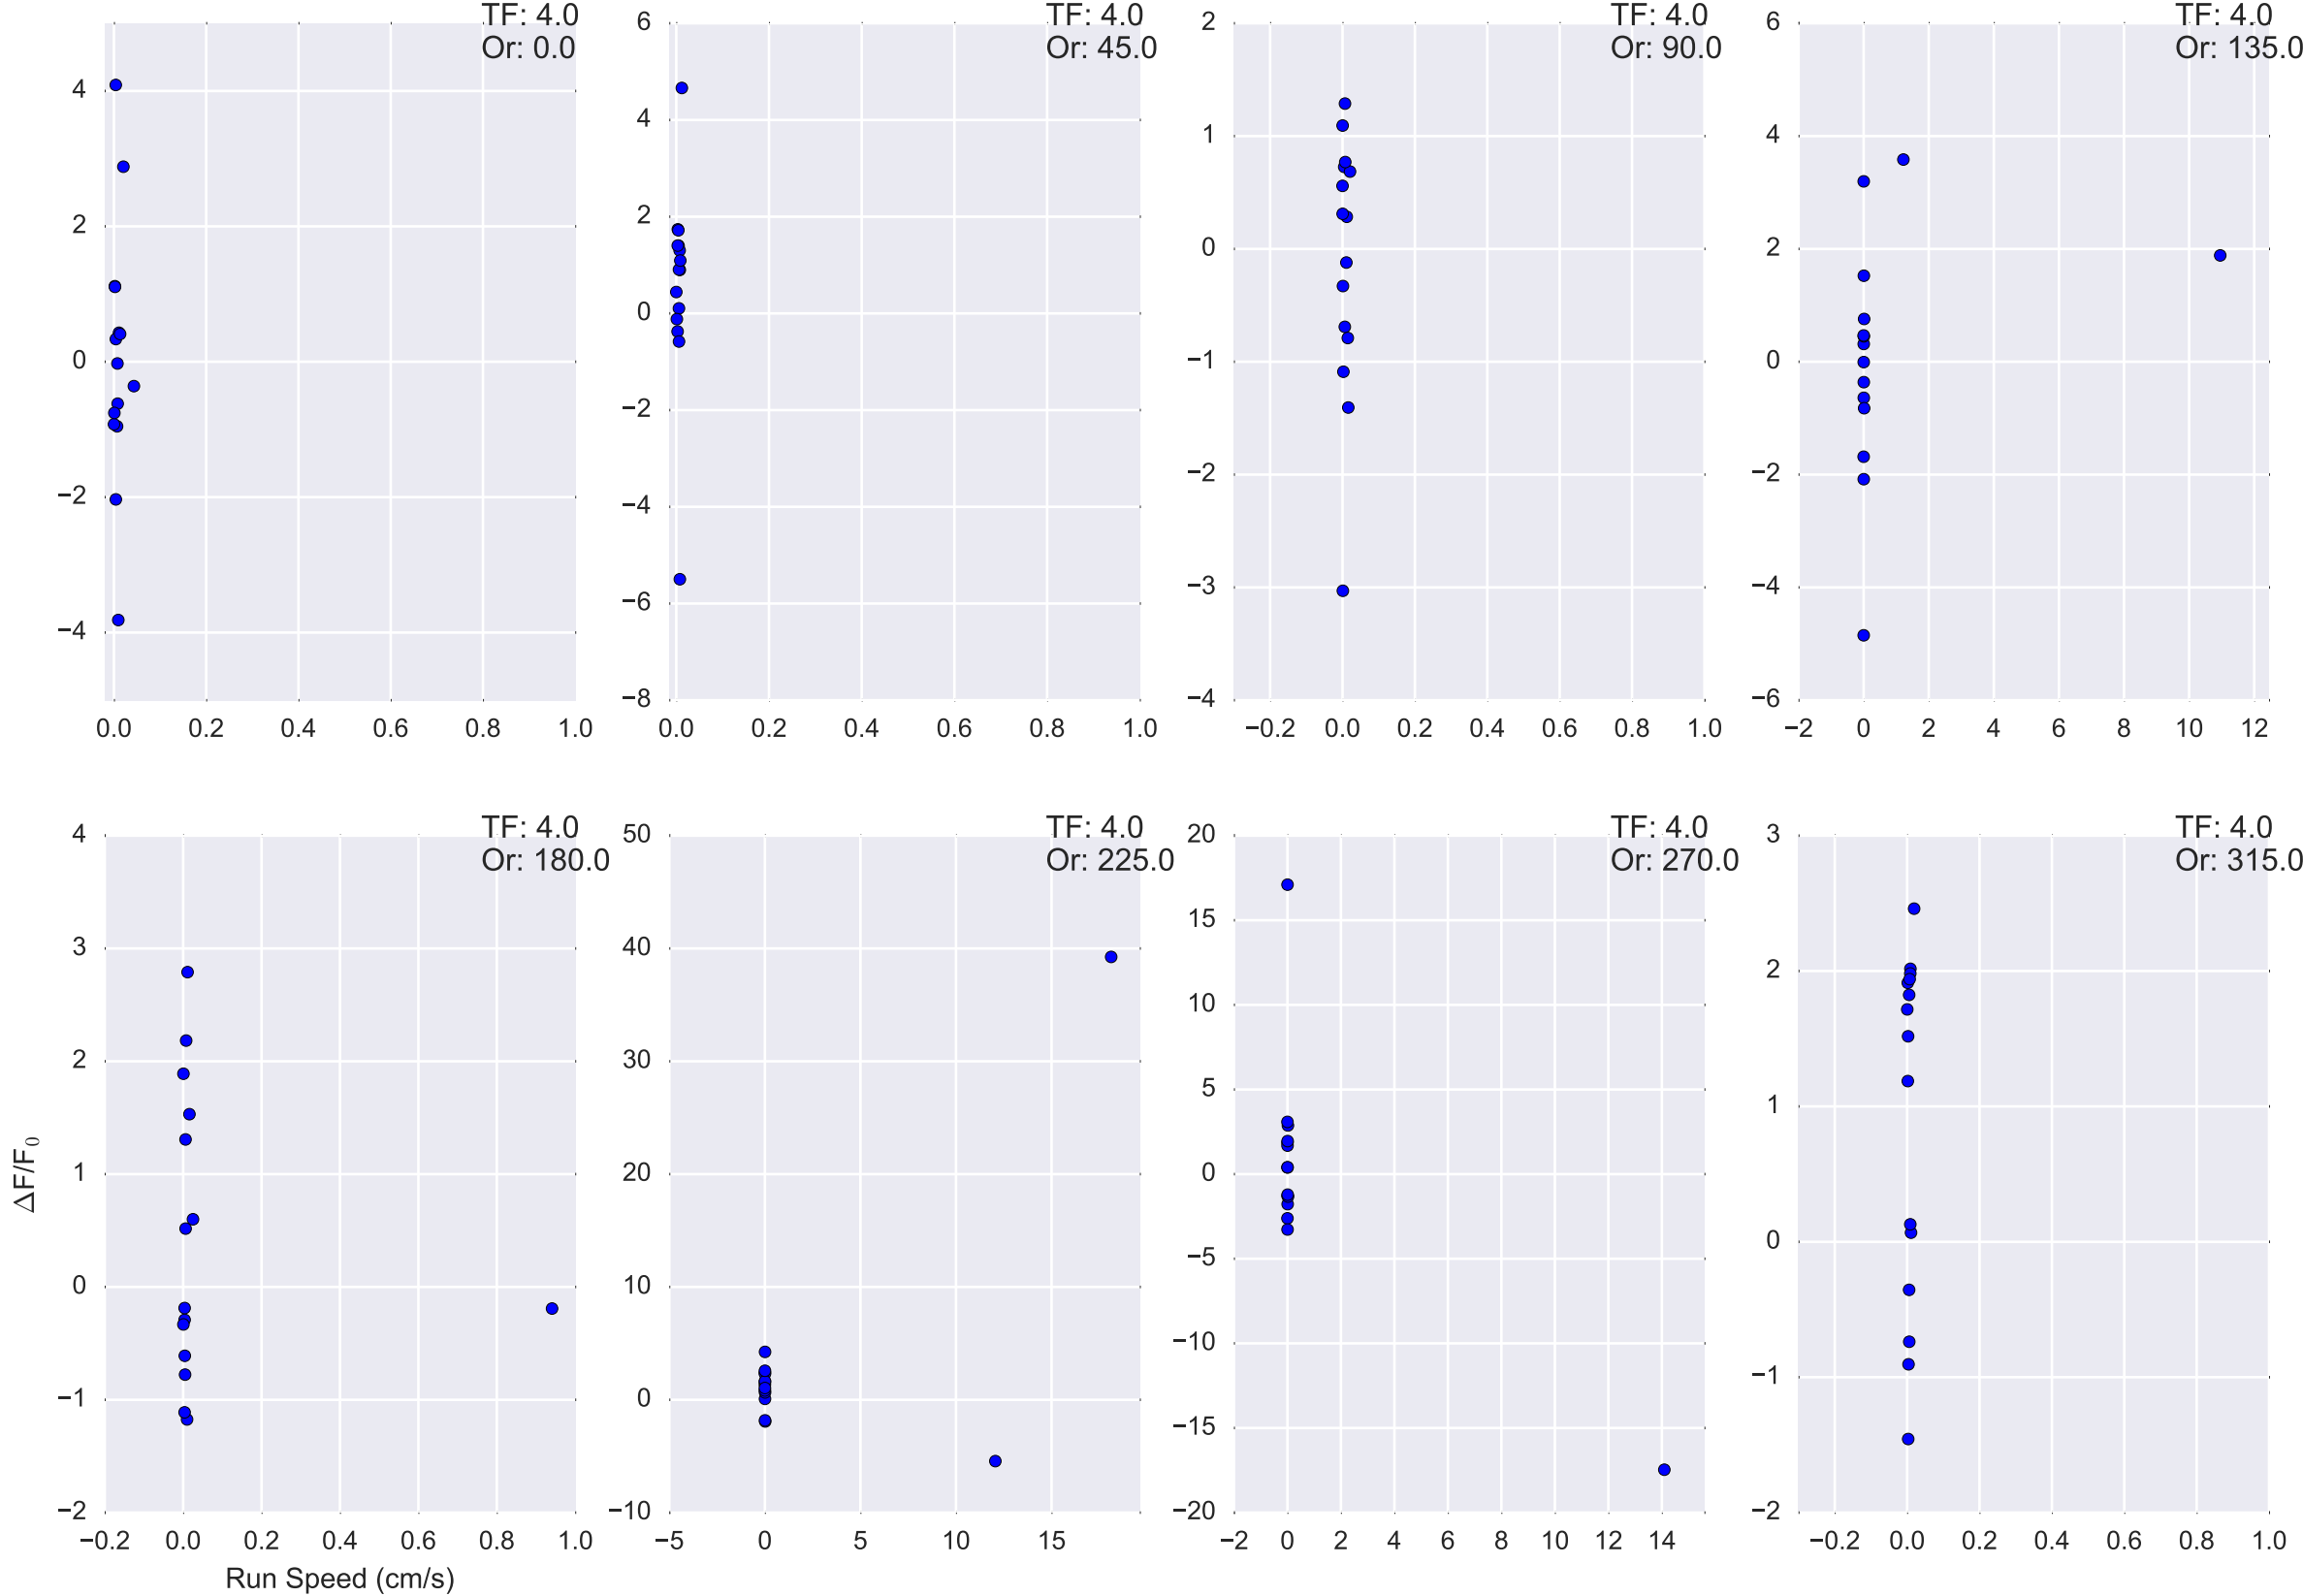 TF: 4.0
Or: 0.0
4
2
0
−2
−4
0.0 0.2 0.4 0.6 0.8 1.0
TF: 4.0
Or: 45.0
6
4
2
0
−2
−4
−6
−8
0.0 0.2 0.4 0.6 0.8 1.0
TF: 4.0
Or: 90.0
2
1
0
−1
−2
−3
−4
−0.2 0.0 0.2 0.4 0.6 0.8 1.0
TF: 4.0
Or: 135.0
6
4
2
0
−2
−4
−6
−2 0 2 4 6 8 10 12
TF: 4.0
Or: 180.0
4
3
2
1
0
−1
−2
ΔF/F₀
−0.2 0.0 0.2 0.4 0.6 0.8 1.0
Run Speed (cm/s)
TF: 4.0
Or: 225.0
50
40
30
20
10
0
−10
−5 0 5 10 15
TF: 4.0
Or: 270.0
20
15
10
5
0
−5
−10
−15
−20
−2 0 2 4 6 8 10 12 14
TF: 4.0
Or: 315.0
3
2
1
0
−1
−2
−0.2 0.0 0.2 0.4 0.6 0.8 1.0